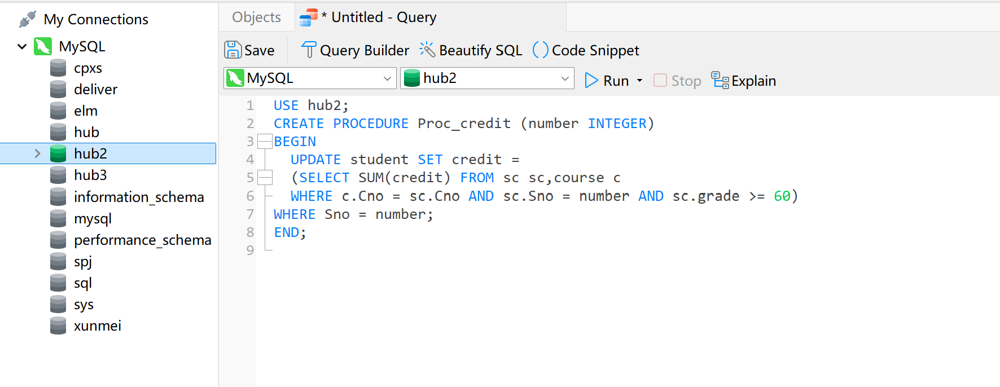 My Connections
MySQL
cpxs
deliver
elm
hub
hub2
hub3
information_schema
mysql
performance_schema
spj
sql
sys
xunmei
Objects
* Untitled - Query
Save
Query Builder
Beautify SQL
Code Snippet
MySQL
hub2
Run
Stop
Explain
1 USE hub2;
2 CREATE PROCEDURE Proc_credit (number INTEGER)
3 BEGIN
4   UPDATE student SET credit =
5   (SELECT SUM(credit) FROM sc sc,course c
6   WHERE c.Cno = sc.Cno AND sc.Sno = number AND sc.grade >= 60)
7 WHERE Sno = number;
8 END;
9